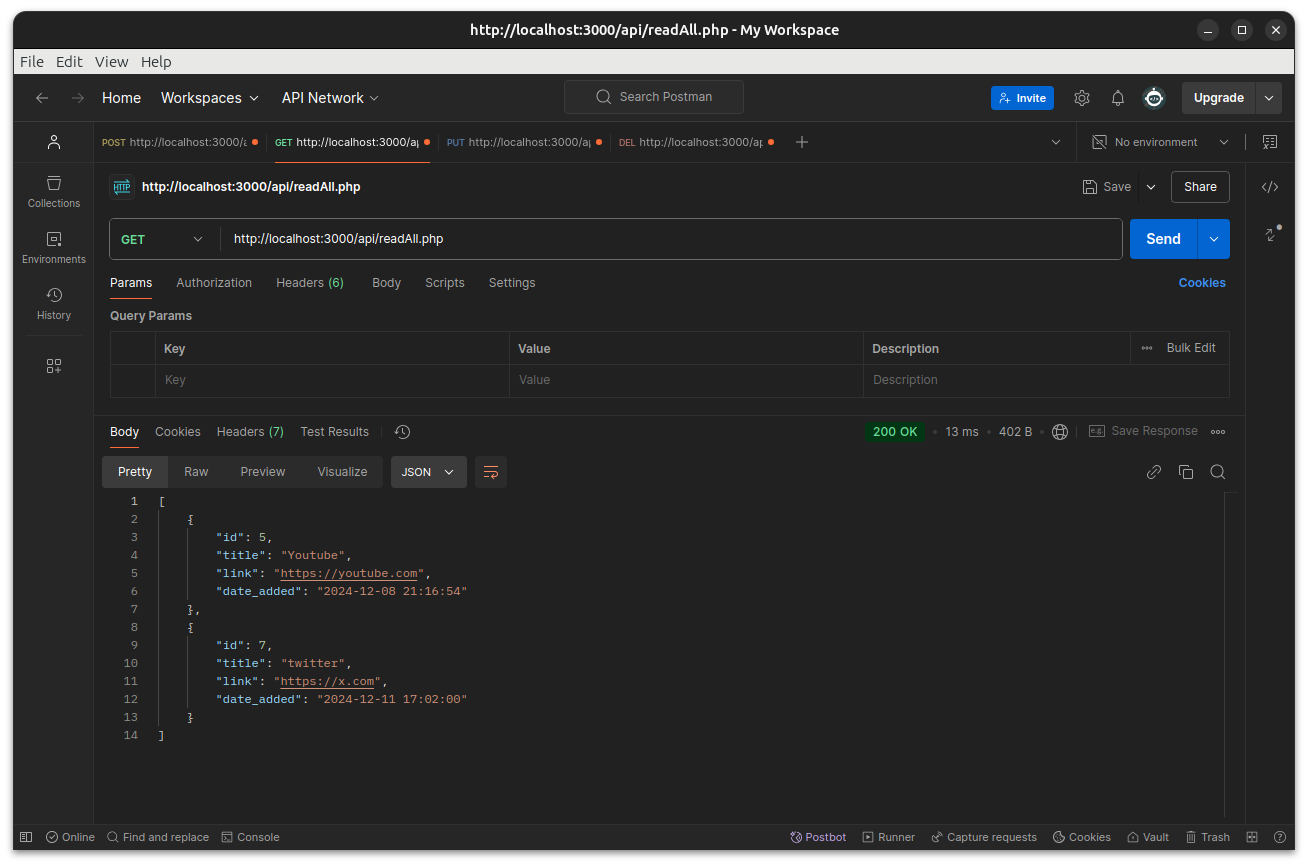 http://localhost:3000/api/readAll.php - My Workspace
File Edit View Help
Home Workspaces API Network Search Postman Invite Upgrade
POST http://localhost:3000/a GET http://localhost:3000/a PUT http://localhost:3000/a DEL http://localhost:3000/ap No environment
HTTP http://localhost:3000/api/readAll.php Save Share
Collections
Environments
History
GET http://localhost:3000/api/readAll.php Send
Params Authorization Headers (6) Body Scripts Settings Cookies
Query Params
Key Value Description Bulk Edit
Key Value Description
Body Cookies Headers (7) Test Results 200 OK 13 ms 402 B e.g. Save Response
Pretty Raw Preview Visualize JSON
1 [
2 {
3 "id": 5,
4 "title": "Youtube",
5 "link": "https://youtube.com",
6 "date_added": "2024-12-08 21:16:54"
7 },
8 {
9 "id": 7,
10 "title": "twitter",
11 "link": "https://x.com",
12 "date_added": "2024-12-11 17:02:00"
13 }
14 ]
Online Find and replace Console Postbot Runner Capture requests Cookies Vault Trash